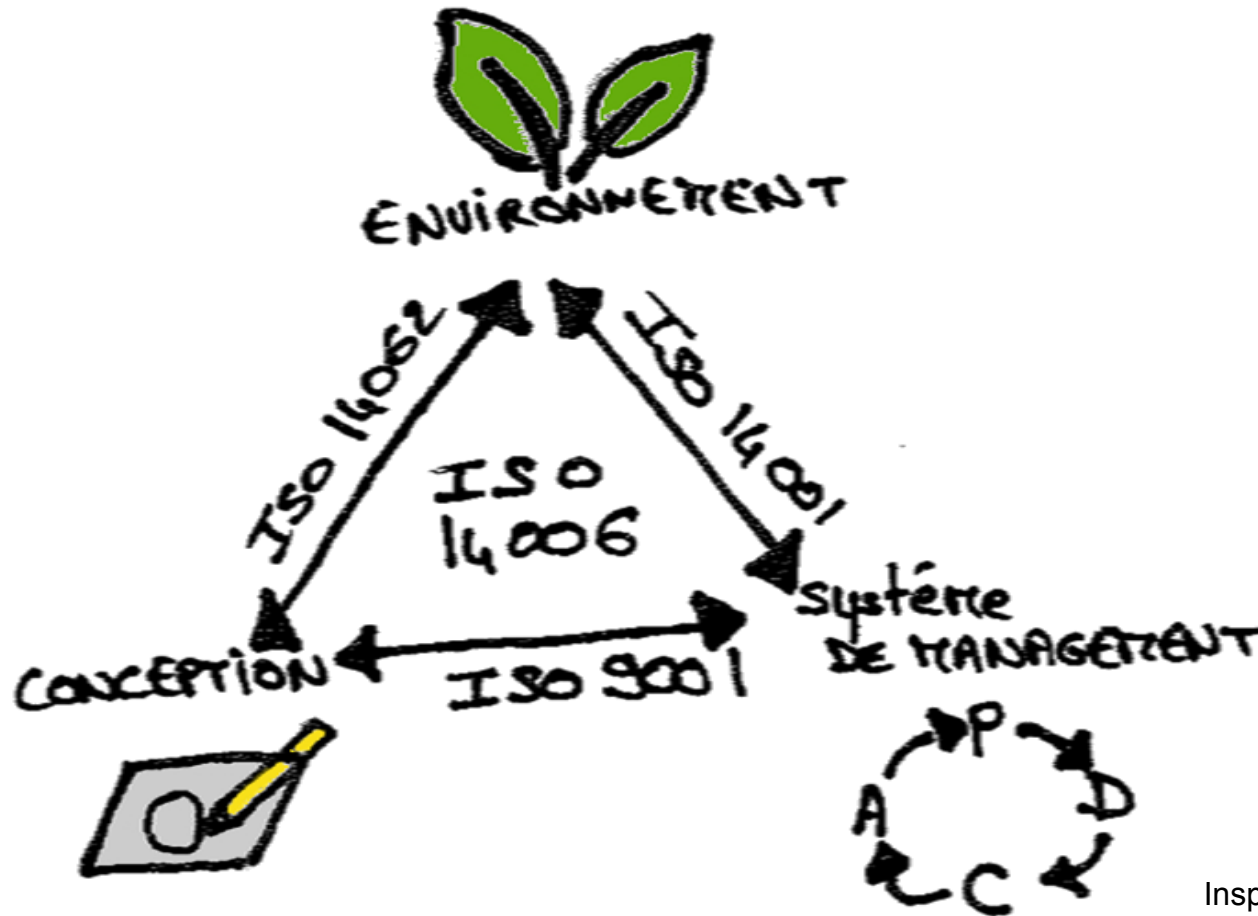 ENVIRONNEMENT
ISO 14062
ISO 14001
ISO
14006
Système
DE MANAGEMENT
CONCEPTION
ISO 9001
P
D
C
A
Insp